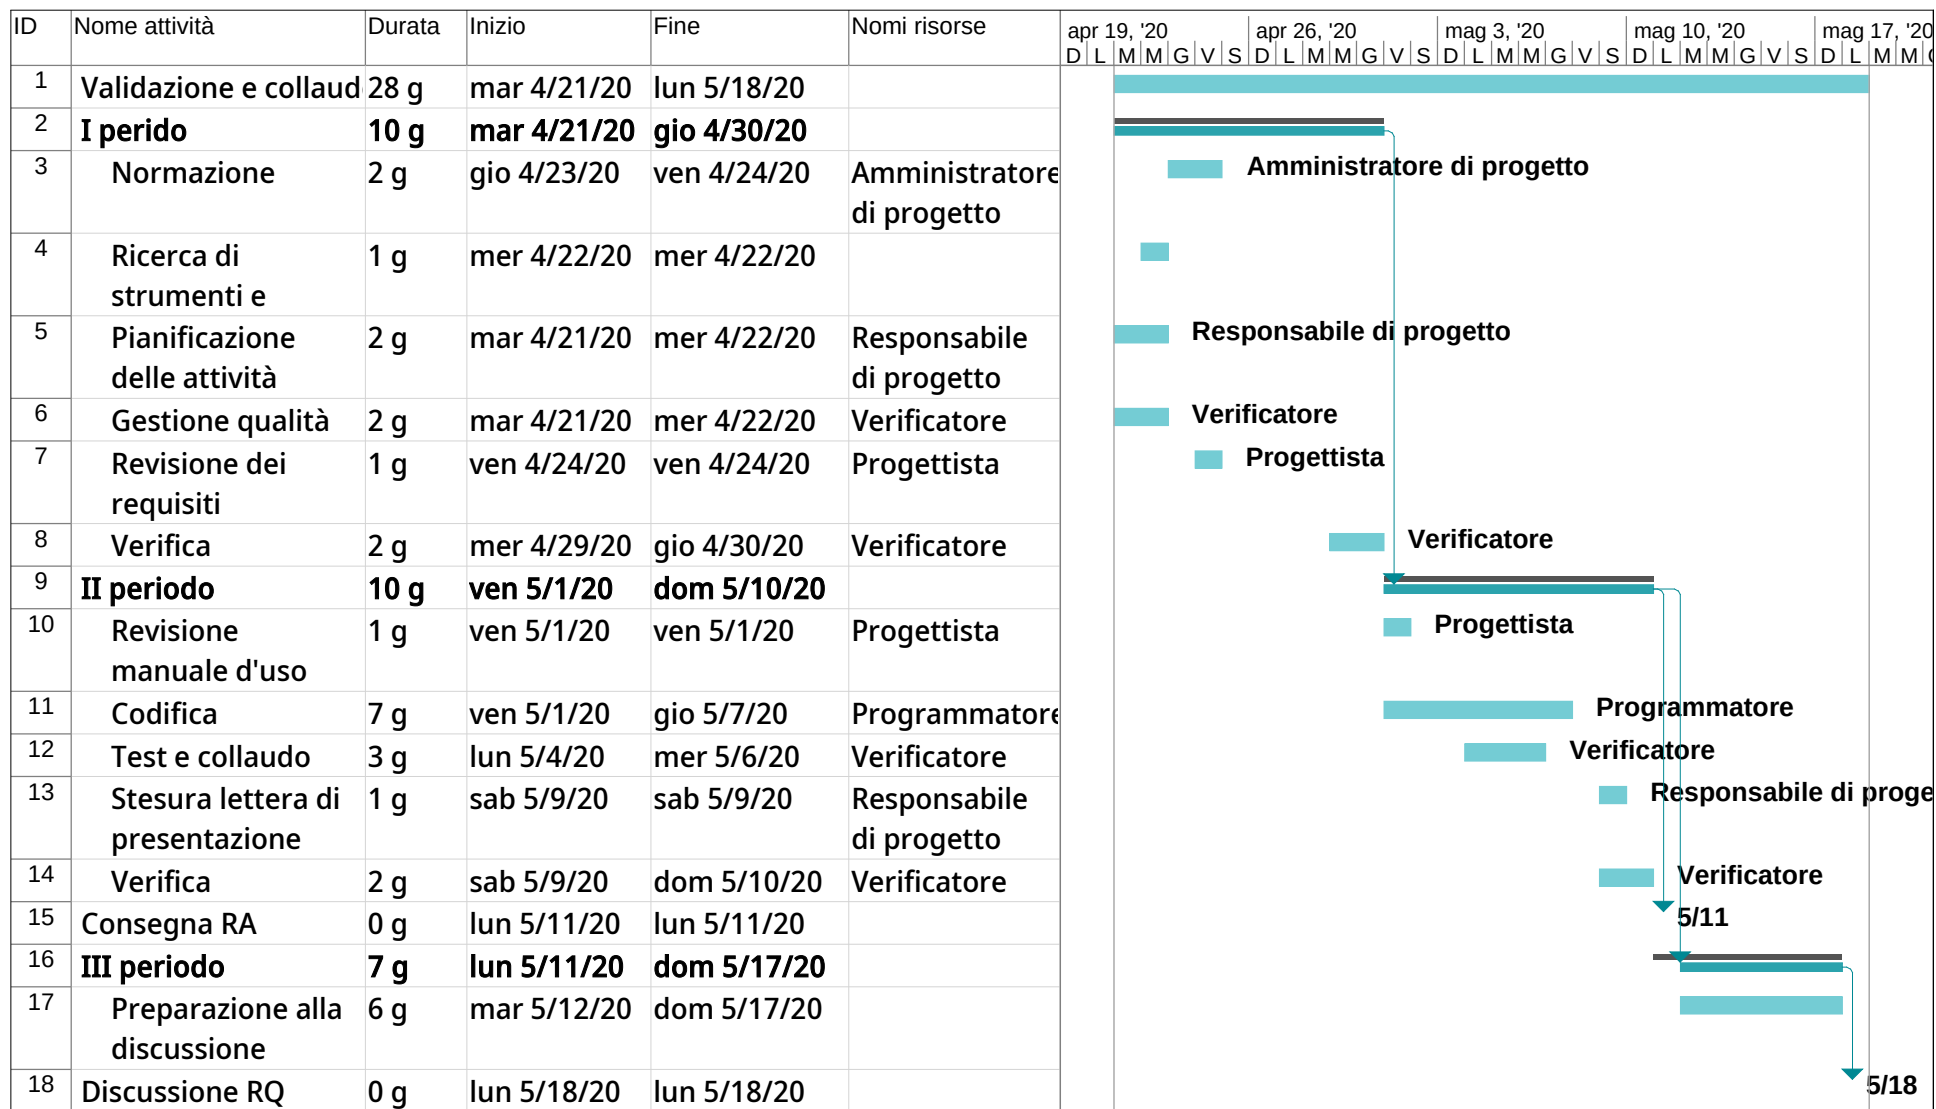 ID Nome attività Durata Inizio Fine Nomi risorse
apr 19, '20 apr 26, '20 mag 3, '20 mag 10, '20 mag 17, '20
D L M M G V S D L M M G V S D L M M G V S D L M M G V S D L M M
1 Validazione e collaud 28 g mar 4/21/20 lun 5/18/20
2 I perido 10 g mar 4/21/20 gio 4/30/20
3 Normazione 2 g gio 4/23/20 ven 4/24/20 Amministratore Amministratore di progetto
di progetto
4 Ricerca di 1 g mer 4/22/20 mer 4/22/20
strumenti e
5 Pianificazione 2 g mar 4/21/20 mer 4/22/20 Responsabile Responsabile di progetto
delle attività di progetto
6 Gestione qualità 2 g mar 4/21/20 mer 4/22/20 Verificatore Verificatore
7 Revisione dei 1 g ven 4/24/20 ven 4/24/20 Progettista Progettista
requisiti
8 Verifica 2 g mer 4/29/20 gio 4/30/20 Verificatore Verificatore
9 II periodo 10 g ven 5/1/20 dom 5/10/20
10 Revisione 1 g ven 5/1/20 ven 5/1/20 Progettista Progettista
manuale d'uso
11 Codifica 7 g ven 5/1/20 gio 5/7/20 Programmatore Programmatore
12 Test e collaudo 3 g lun 5/4/20 mer 5/6/20 Verificatore Verificatore
13 Stesura lettera di 1 g sab 5/9/20 sab 5/9/20 Responsabile Responsabile di proge
presentazione di progetto
14 Verifica 2 g sab 5/9/20 dom 5/10/20 Verificatore Verificatore
15 Consegna RA 0 g lun 5/11/20 lun 5/11/20 5/11
16 III periodo 7 g lun 5/11/20 dom 5/17/20
17 Preparazione alla 6 g mar 5/12/20 dom 5/17/20
discussione
18 Discussione RQ 0 g lun 5/18/20 lun 5/18/20 5/18